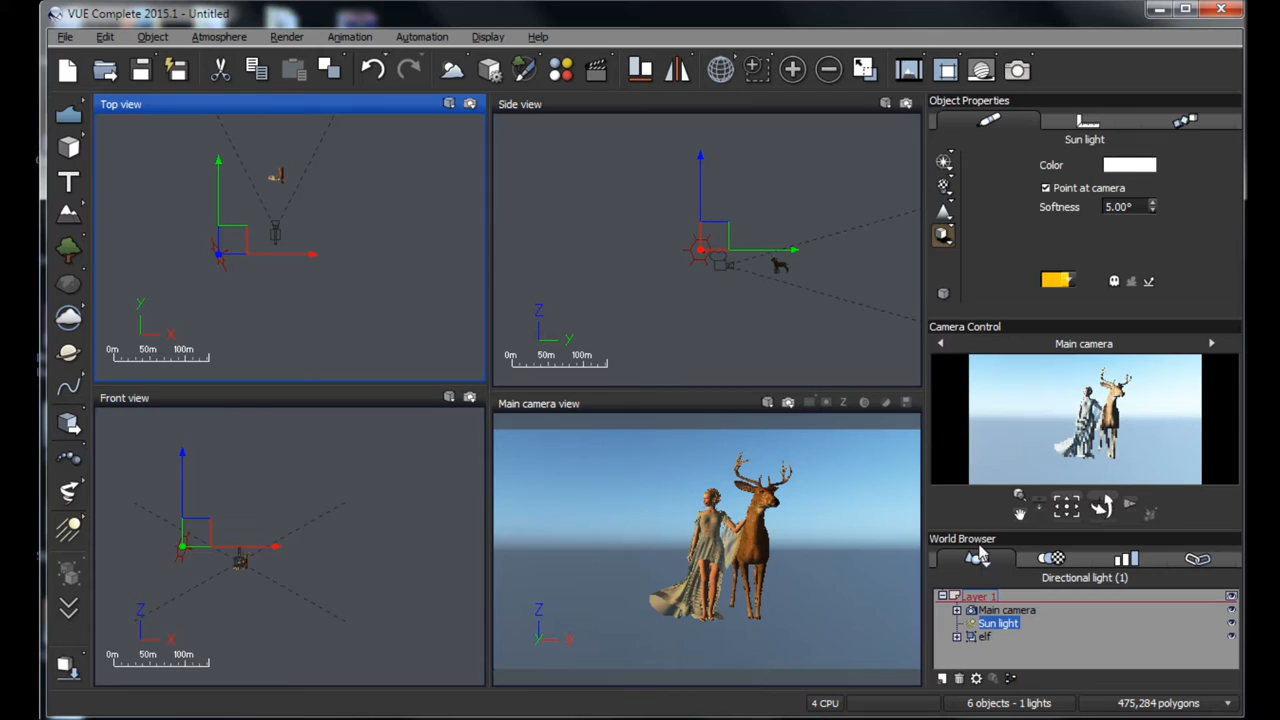 VUE Complete 2015.1 - Untitled
File Edit Object Atmosphere Render Animation Automation Display Help
Top view
Side view
Object Properties
Sun light
Color
Point at camera
Softness 5.00°
Y
X
0m 50m 100m
Z
y
0m 50m 100m
Camera Control
Main camera
Front view
Main camera view
Z
X
0m 50m 100m
Z
y X
World Browser
Directional light (1)
Layer 1
Main camera
Sun light
elf
4 CPU
6 objects - 1 lights
475,284 polygons